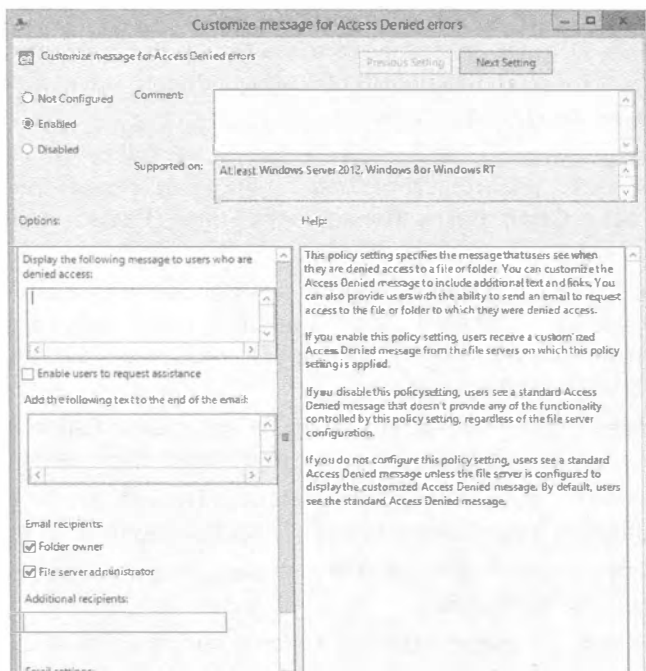 Customize message for Access Denied errors
Customize message for Access Denied errors
Previous Setting
Next Setting
Not Configured
Comment:
Enabled
Disabled
Supported on:
At least Windows Server 2012, Windows 8 or Windows RT
Options:
Help:
Display the following message to users who are
denied access:
Enable users to request assistance
Add the following text to the end of the email:
Email recipients:
Folder owner
File server administrator
Additional recipients:
Email settings:
This policy setting specifies the message that users see when
they are denied access to a file or folder. You can customize the
Access Denied message to include additional text and links. You
can also provide users with the ability to send an email to request
access to the file or folder to which they were denied access.
If you enable this policy setting, users receive a customized
Access Denied message from the file servers on which this policy
setting is applied.
If you disable this policy setting, users see a standard Access
Denied message that doesn't provide any of the functionality
controlled by this policy setting, regardless of the file server
configuration.
If you do not configure this policy setting, users see a standard
Access Denied message unless the file server is configured to
display the customized Access Denied message. By default, users
see the standard Access Denied message.